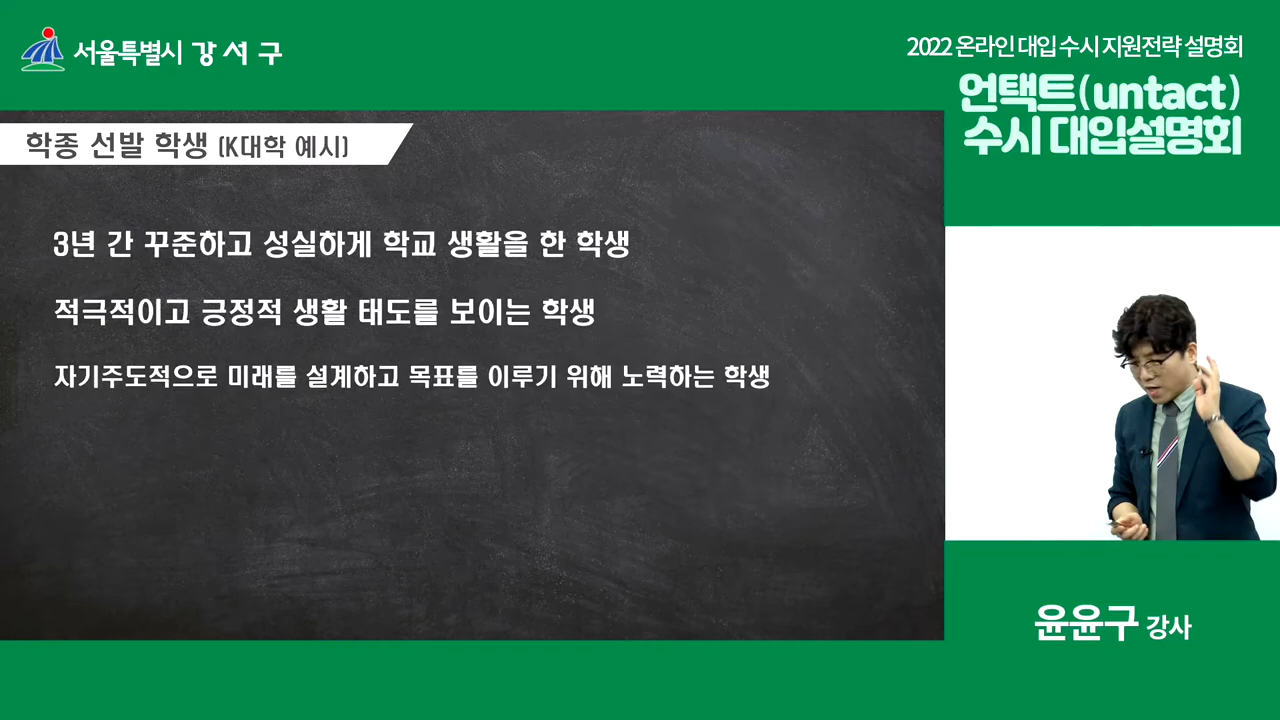 서울특별시 강서구
2022 온라인 대입 수시 지원전략 설명회
언택트(untact)
수시 대입설명회
학종 선발 학생 (K대학 예시)
3년 간 꾸준하고 성실하게 학교 생활을 한 학생
적극적이고 긍정적 생활 태도를 보이는 학생
자기주도적으로 미래를 설계하고 목표를 이루기 위해 노력하는 학생
윤윤구 강사